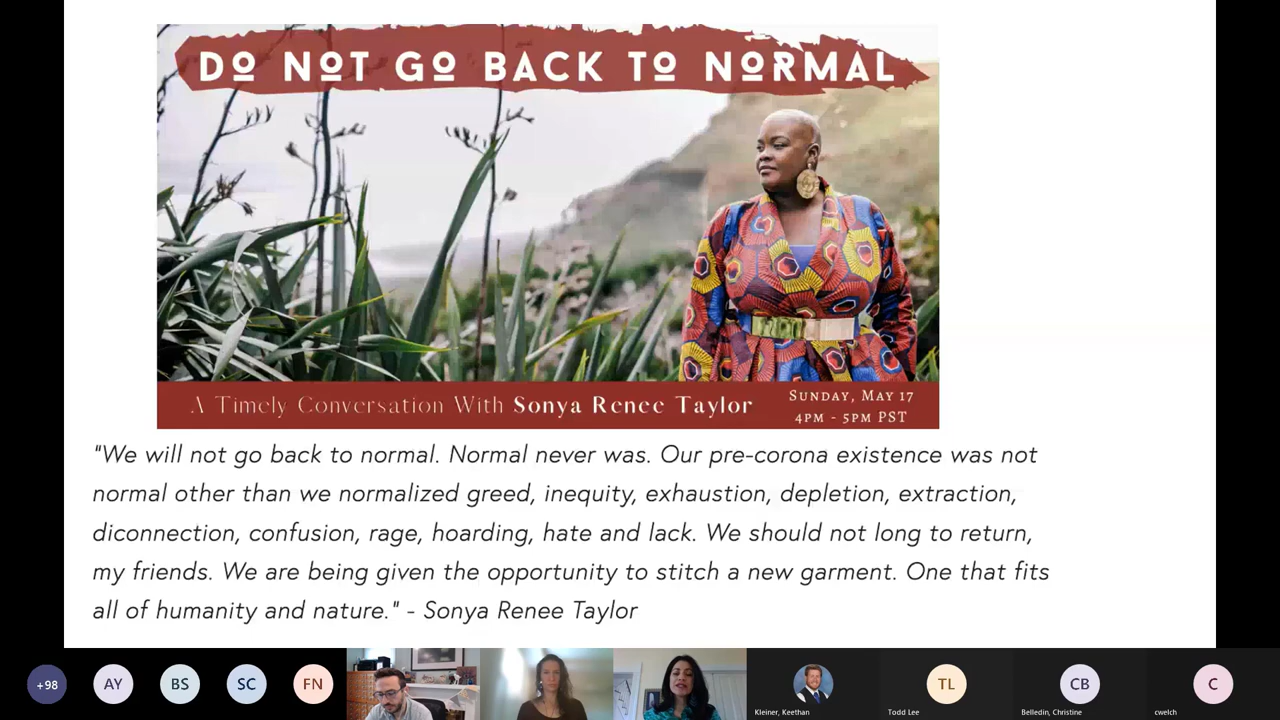 DO NOT GO BACK TO NORMAL
A Timely Conversation With Sonya Renee Taylor
Sunday, May 17
4pm - 5pm PST
"We will not go back to normal. Normal never was. Our pre-corona existence was not
normal other than we normalized greed, inequity, exhaustion, depletion, extraction,
diconnection, confusion, rage, hoarding, hate and lack. We should not long to return,
my friends. We are being given the opportunity to stitch a new garment. One that fits
all of humanity and nature." - Sonya Renee Taylor
+98 AY BS SC FN TL CB C
Kleiner, Keethan Todd Lee Belledin, Christine cwelch